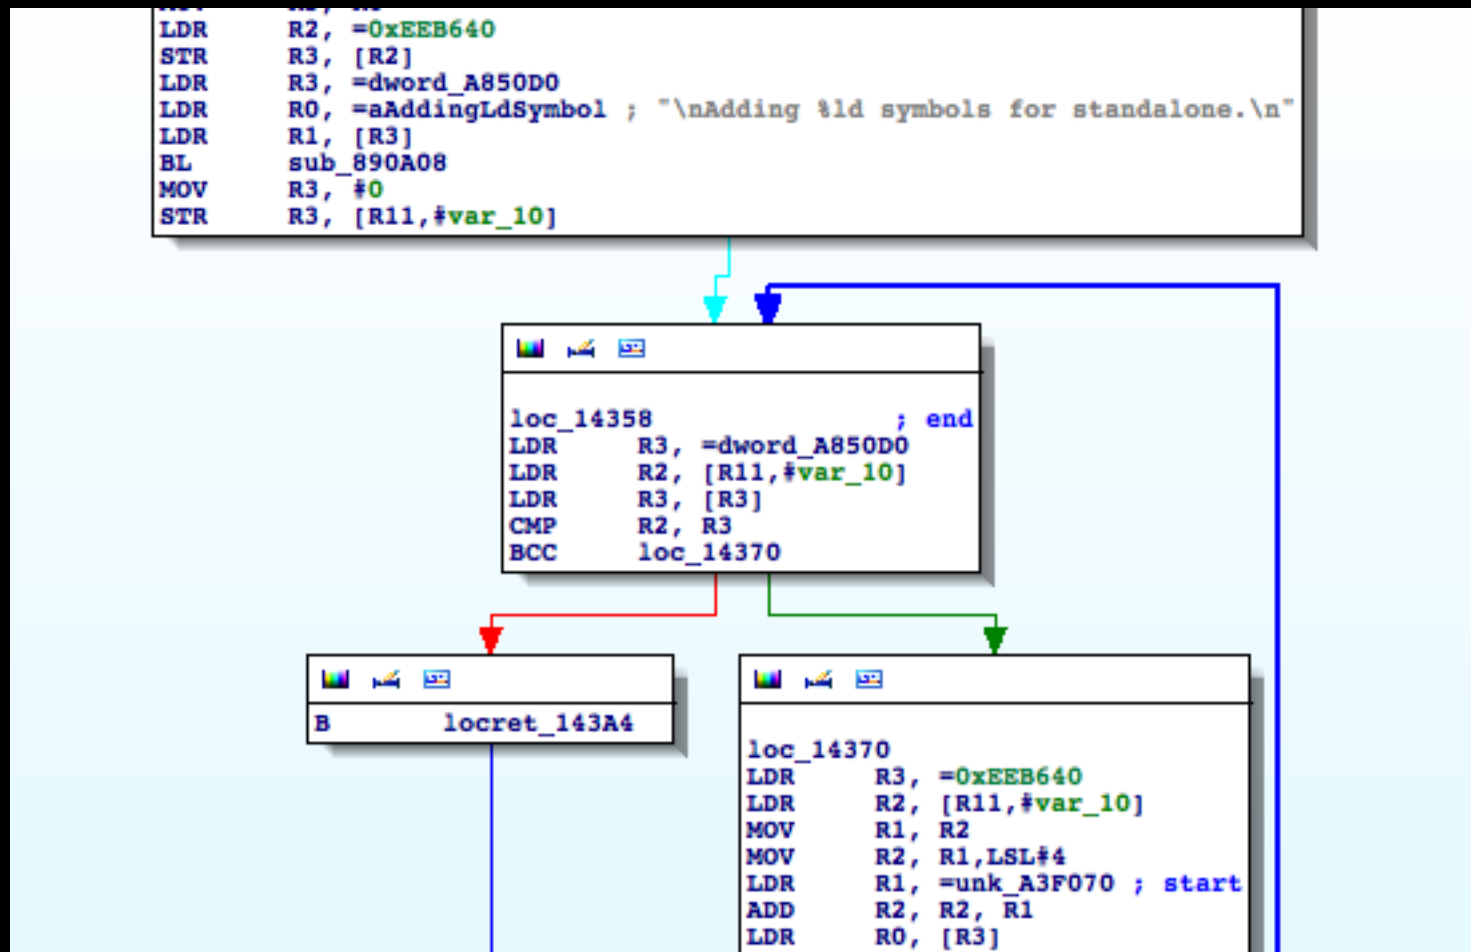 LDR R2, =0xEEB640
STR R3, [R2]
LDR R3, =dword_A850D0
LDR R0, =aAddingLdSymbol ; "\nAdding %ld symbols for standalone.\n"
LDR R1, [R3]
BL sub_890A08
MOV R3, #0
STR R3, [R11,#var_10]
loc_14358 ; end
LDR R3, =dword_A850D0
LDR R2, [R11,#var_10]
LDR R3, [R3]
CMP R2, R3
BCC loc_14370
B locret_143A4
loc_14370
LDR R3, =0xEEB640
LDR R2, [R11,#var_10]
MOV R1, R2
MOV R2, R1,LSL#4
LDR R1, =unk_A3F070 ; start
ADD R2, R2, R1
LDR R0, [R3]